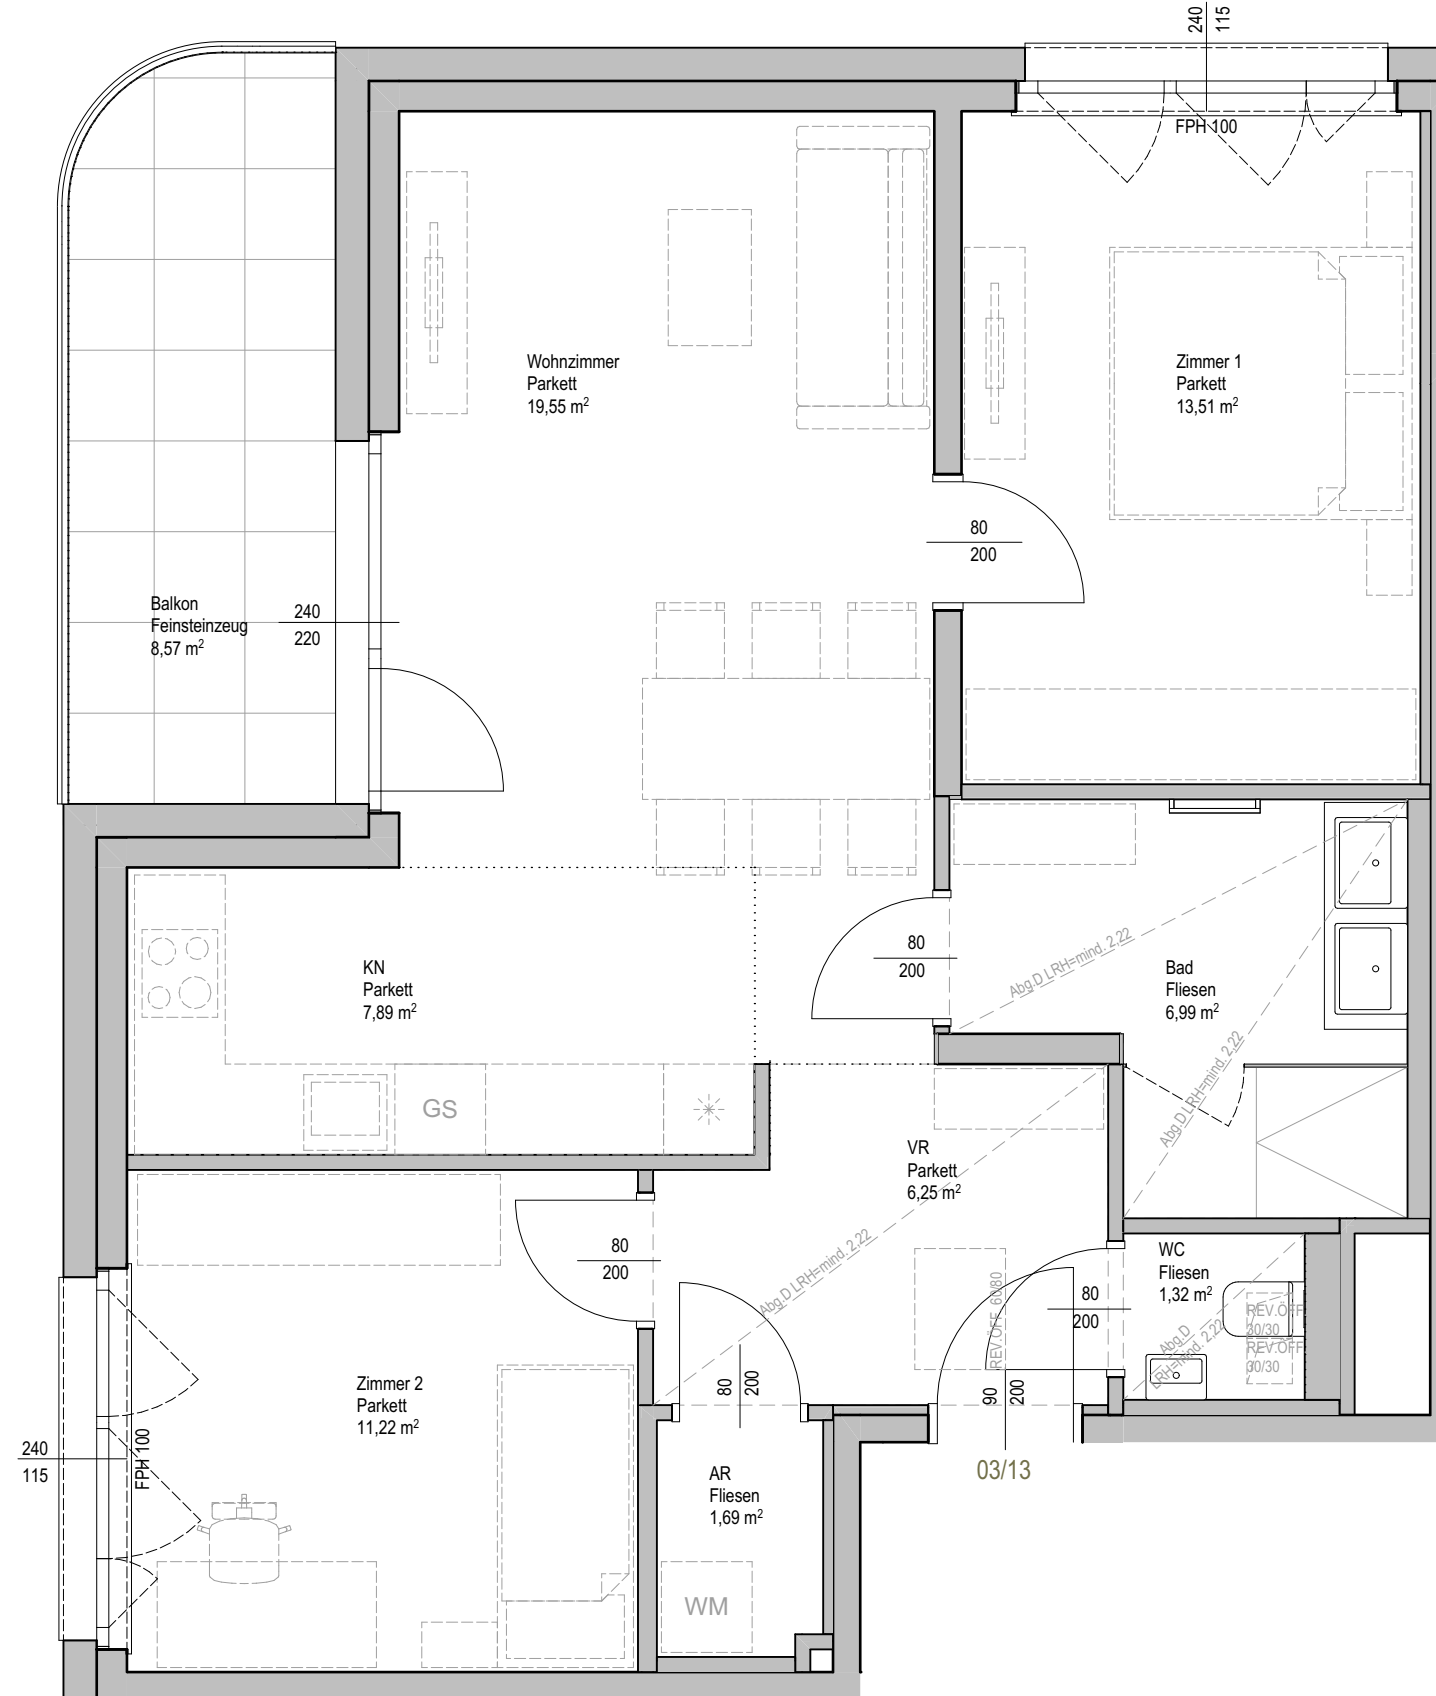 240
115
FPH 100
Wohnzimmer
Parkett
19,55 m²
Zimmer 1
Parkett
13,51 m²
80
200
Balkon
Feinsteinzeug
8,57 m²
240
220
KN
Parkett
7,89 m²
80
200
Abg.D LRH=mind. 2,22
Bad
Fliesen
6,99 m²
Abg.D LRH=mind. 2,22
GS
VR
Parkett
6,25 m²
Abg.D LRH=mind. 2,22
80
200
WC
Fliesen
1,32 m²
80
200
REV.ÖFF. 60/80
REV.ÖFF
30/30
REV.ÖFF
30/30
Abg.D
LRH=mind. 2,22
Zimmer 2
Parkett
11,22 m²
80
200
90
200
240
115
FPH 100
03/13
AR
Fliesen
1,69 m²
WM